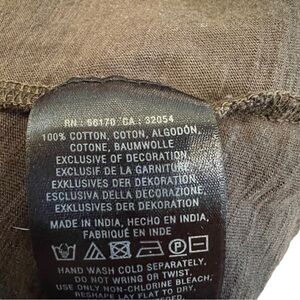 RN : 56170 CA : 32054
100% COTTON, COTON, ALGODÓN,
COTONE, BAUMWOLLE
EXCLUSIVE OF DECORATION.
EXCLUSIF DE LA GARNITURE.
EXCLUSIV DER DEKORATION.
ESCLUSIVA DELLA DECORAZIONE.
EXCLUSIVES DER DEKORATION
MADE IN INDIA, HECHO EN INDIA,
FABRIQUÉ EN INDE
HAND WASH COLD SEPARATELY.
DO NOT WRING OR TWIST.
USE ONLY NON-CHLORINE BLEACH.
RESHAPE LAY FLAT TO DRY.